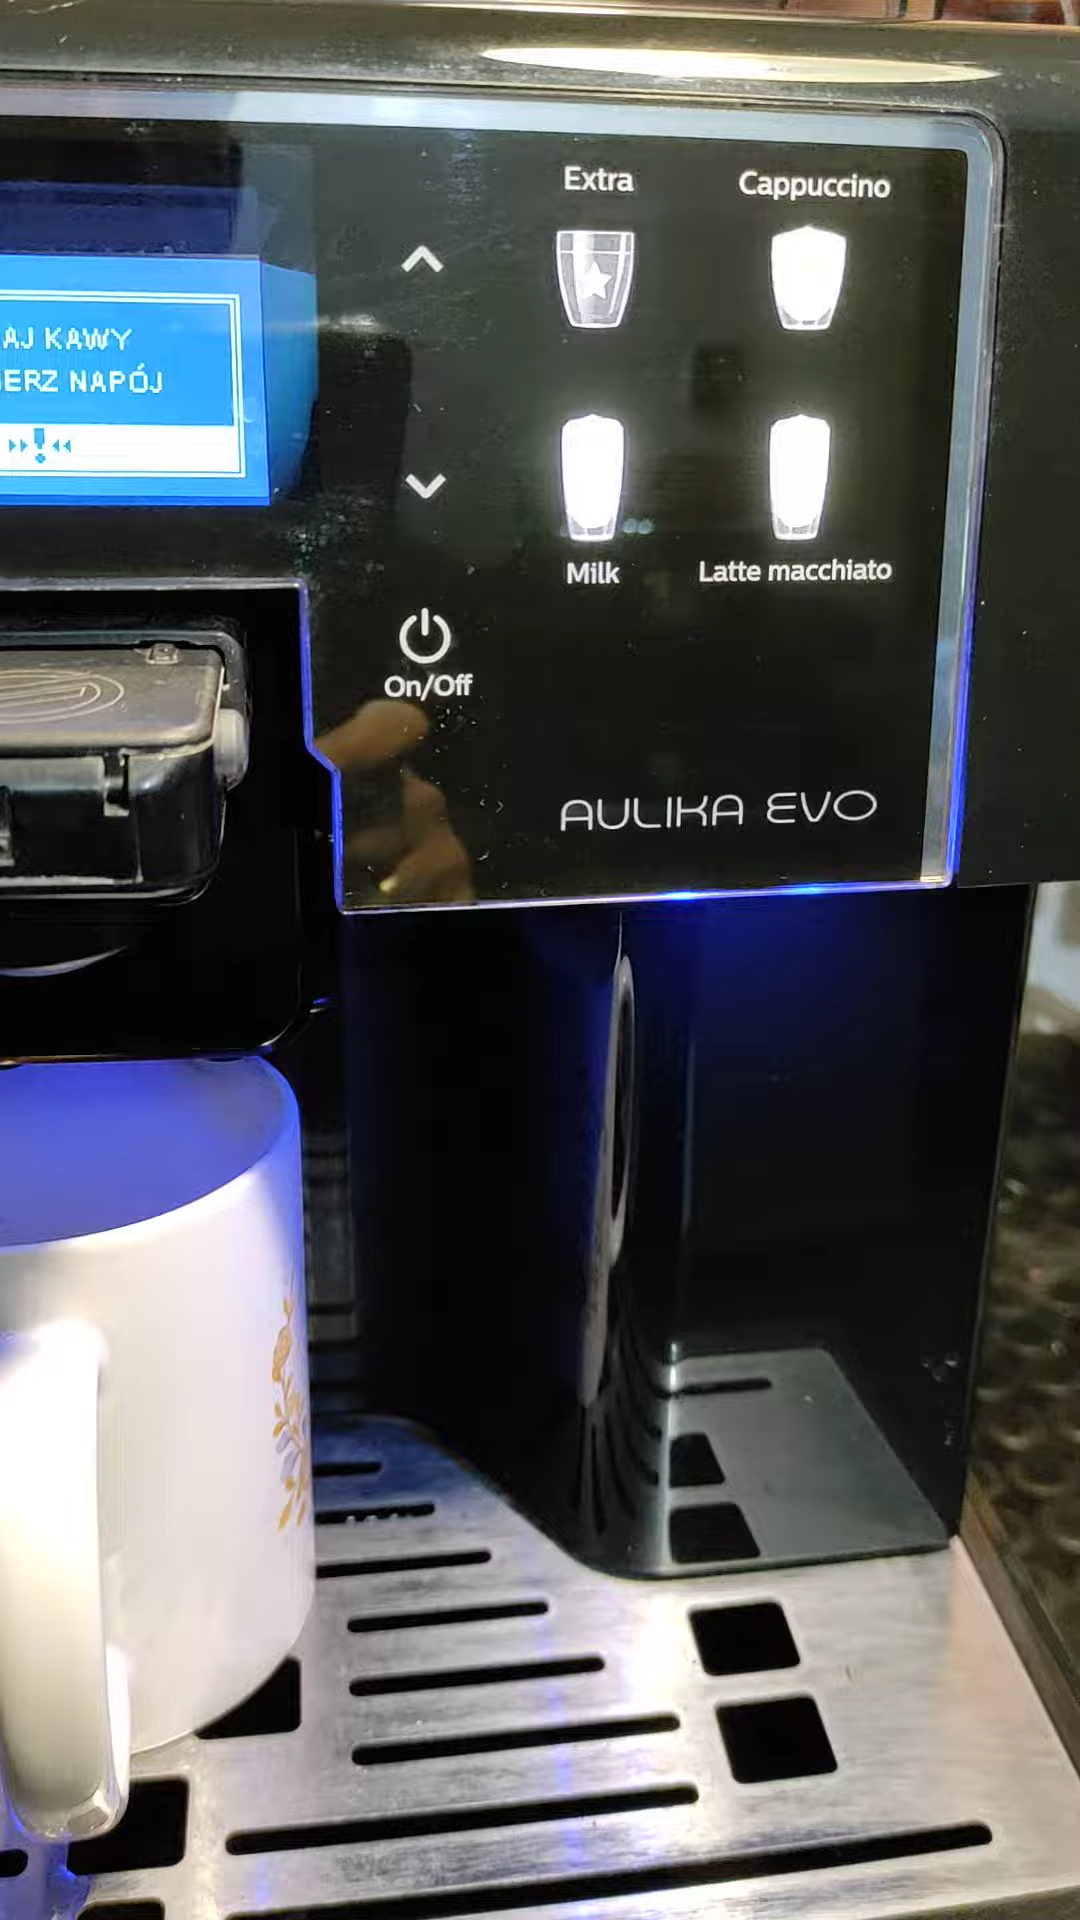 Extra
Cappuccino
AJ KAWY
ERZ NAPÓJ
Milk
Latte macchiato
On/Off
AULIKA EVO